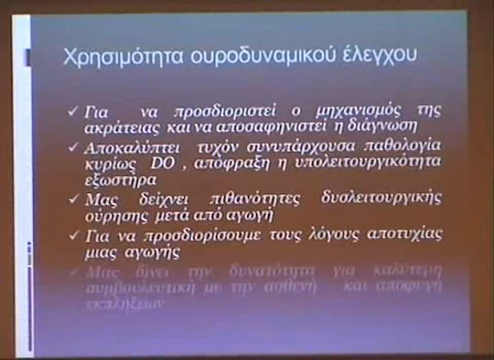 Χρησιμότητα ουροδυναμικού έλεγχου
✓ Για να προσδιοριστεί ο μηχανισμός της
ακράτειας και να αποσαφηνιστεί η διάγνωση
✓ Αποκαλύπτει τυχόν συνυπάρχουσα παθολογία
κυρίως DO , απόφραξη η υπολειτουργικότητα
εξωστήρα
✓ Μας δείχνει πιθανότητες δυσλειτουργικής
ούρησης μετά από αγωγή
✓ Για να προσδιορίσουμε τους λόγους αποτυχίας
μιας αγωγής
✓ Μας δίνει την δυνατότητα για καλύτερη
συμβουλευτική με την ασθενή και αποφυγή
εκπλήξεων